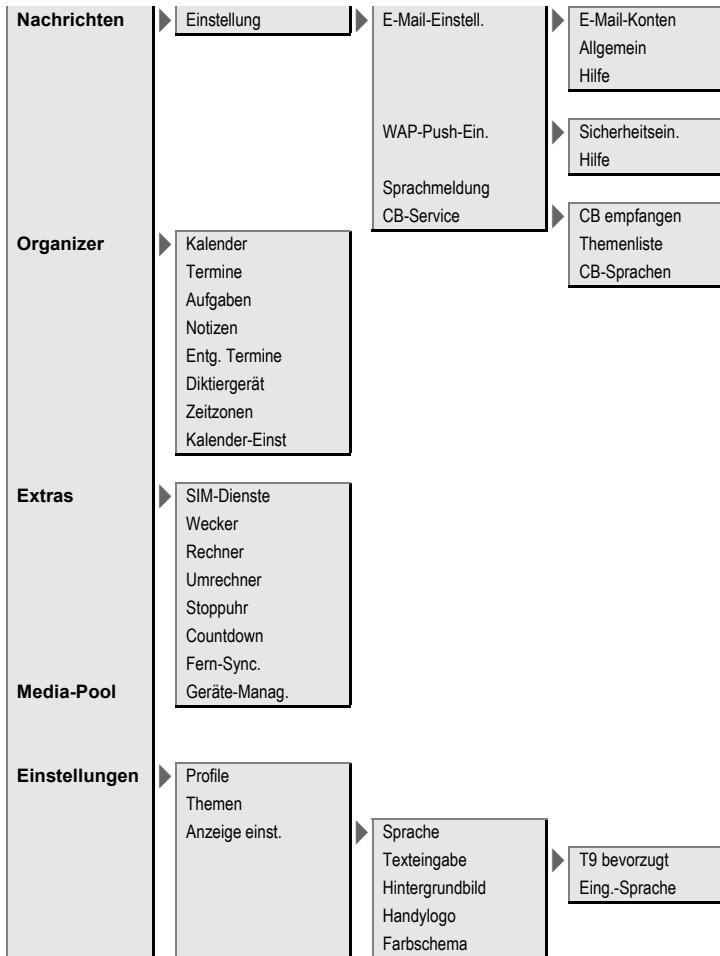 Nachrichten Einstellung E-Mail-Einstell. E-Mail-Konten
Allgemein
Hilfe
WAP-Push-Ein. Sicherheitsein.
Hilfe
Sprachmeldung
CB-Service CB empfangen
Organizer Kalender Themenliste
Termine CB-Sprachen
Aufgaben
Notizen
Entg. Termine
Diktiergerät
Zeitzonen
Kalender-Einst
Extras SIM-Dienste
Wecker
Rechner
Umrechner
Stoppuhr
Countdown
Fern-Sync.
Media-Pool Geräte-Manag.
Einstellungen Profile
Themen
Anzeige einst. Sprache
Texteingabe T9 bevorzugt
Hintergrundbild Eing.-Sprache
Handylogo
Farbschema